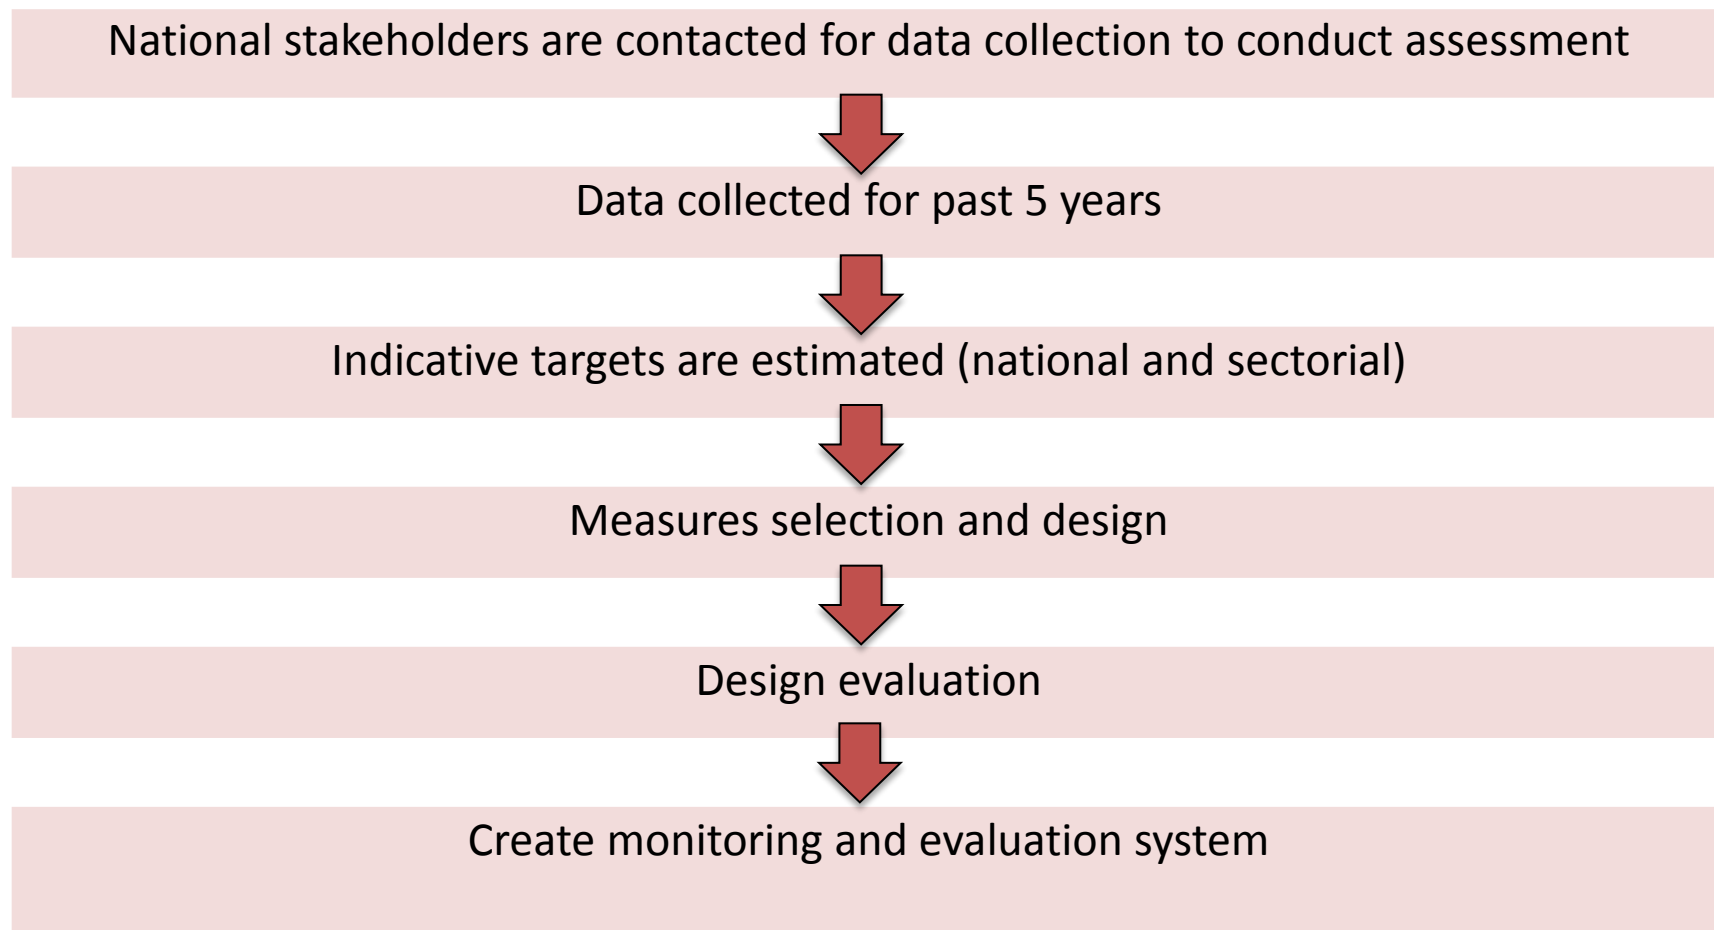 National stakeholders are contacted for data collection to conduct assessment
Data collected for past 5 years
Indicative targets are estimated (national and sectorial)
Measures selection and design
Design evaluation
Create monitoring and evaluation system